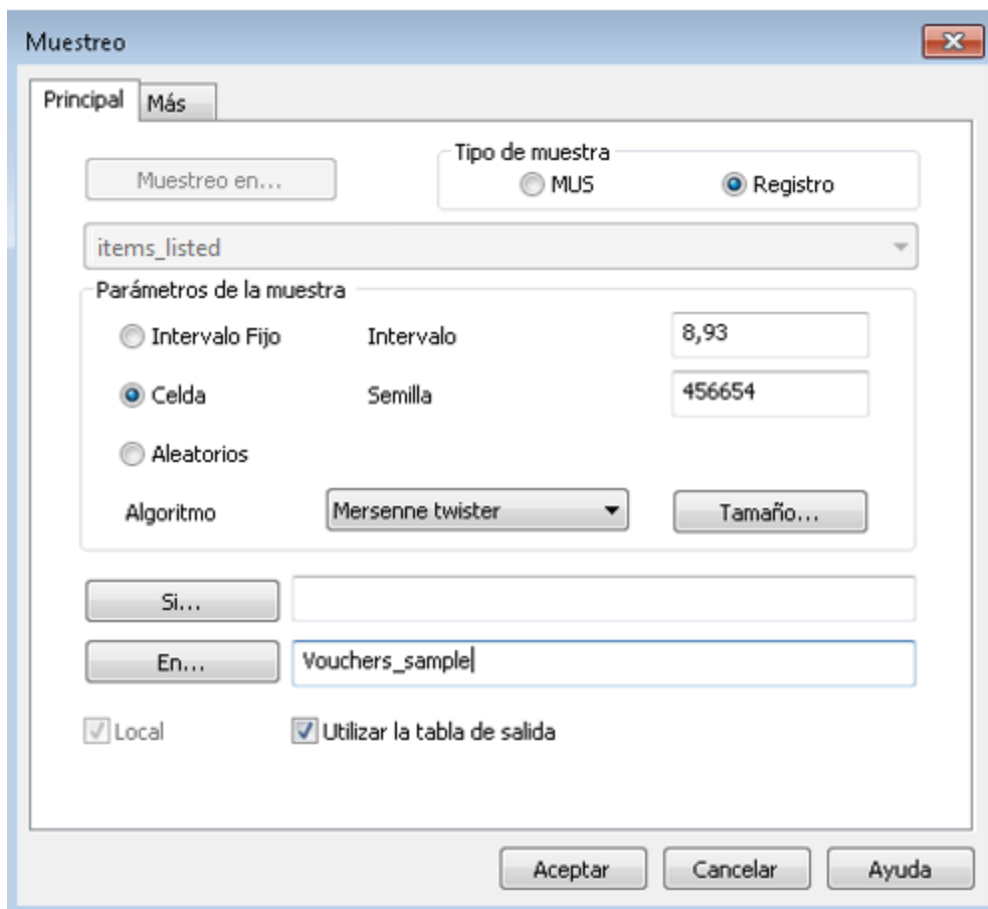 Muestreo
Principal Más
Tipo de muestra
Muestreo en... MUS Registro
items_listed
Parámetros de la muestra
Intervalo Fijo Intervalo 8,93
Celda Semilla 456654
Aleatorios
Algoritmo Mersenne twister Tamaño...
Si...
En... Vouchers_sample
Local Utilizar la tabla de salida
Aceptar Cancelar Ayuda